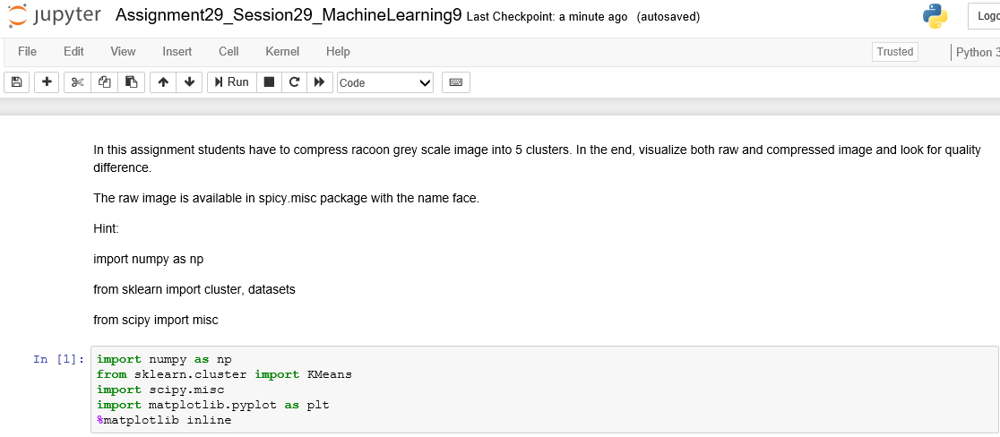 jupyter Assignment29_Session29_MachineLearning9 Last Checkpoint: a minute ago (autosaved)
File Edit View Insert Cell Kernel Help Trusted Python 3
Run Code
In this assignment students have to compress racoon grey scale image into 5 clusters. In the end, visualize both raw and compressed image and look for quality
difference.
The raw image is available in spicy.misc package with the name face.
Hint:
import numpy as np
from sklearn import cluster, datasets
from scipy import misc
In [1]: import numpy as np
from sklearn.cluster import KMeans
import scipy.misc
import matplotlib.pyplot as plt
%matplotlib inline